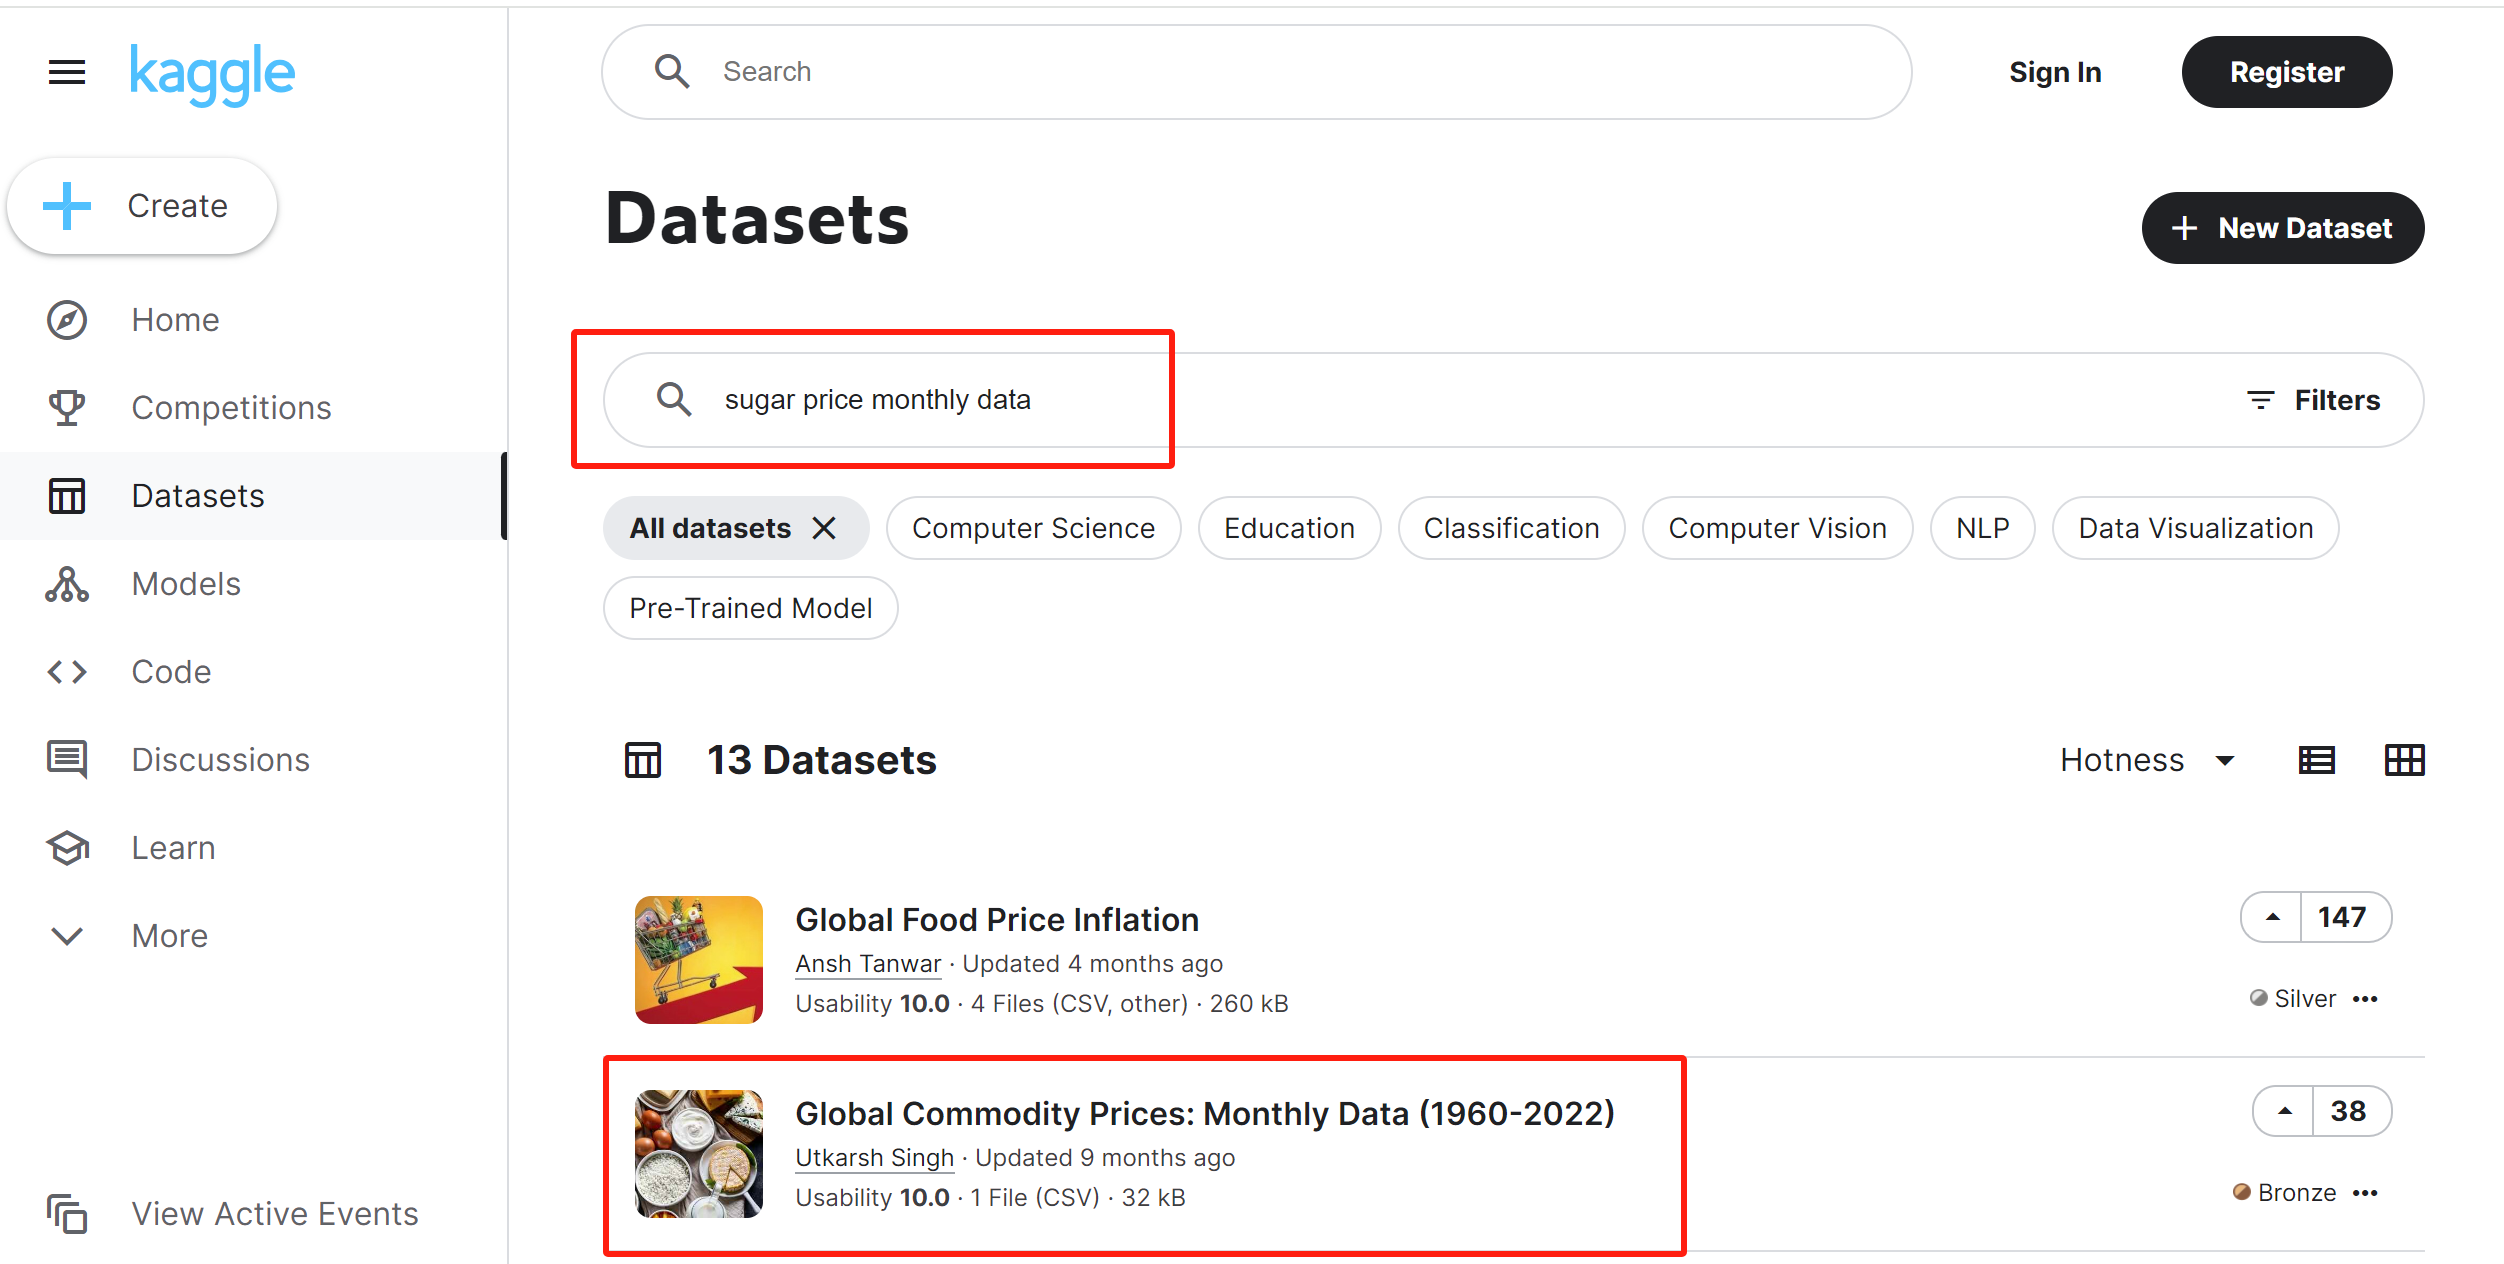 kaggle
Search
Sign In
Register
Create
Datasets
New Dataset
Home
sugar price monthly data
Filters
Competitions
Datasets
All datasets
Computer Science
Education
Classification
Computer Vision
NLP
Data Visualization
Models
Pre-Trained Model
Code
Discussions
13 Datasets
Hotness
Learn
More
Global Food Price Inflation
147
Ansh Tanwar · Updated 4 months ago
Usability 10.0 · 4 Files (CSV, other) · 260 kB
Silver
Global Commodity Prices: Monthly Data (1960-2022)
38
Utkarsh Singh · Updated 9 months ago
Usability 10.0 · 1 File (CSV) · 32 kB
Bronze
View Active Events